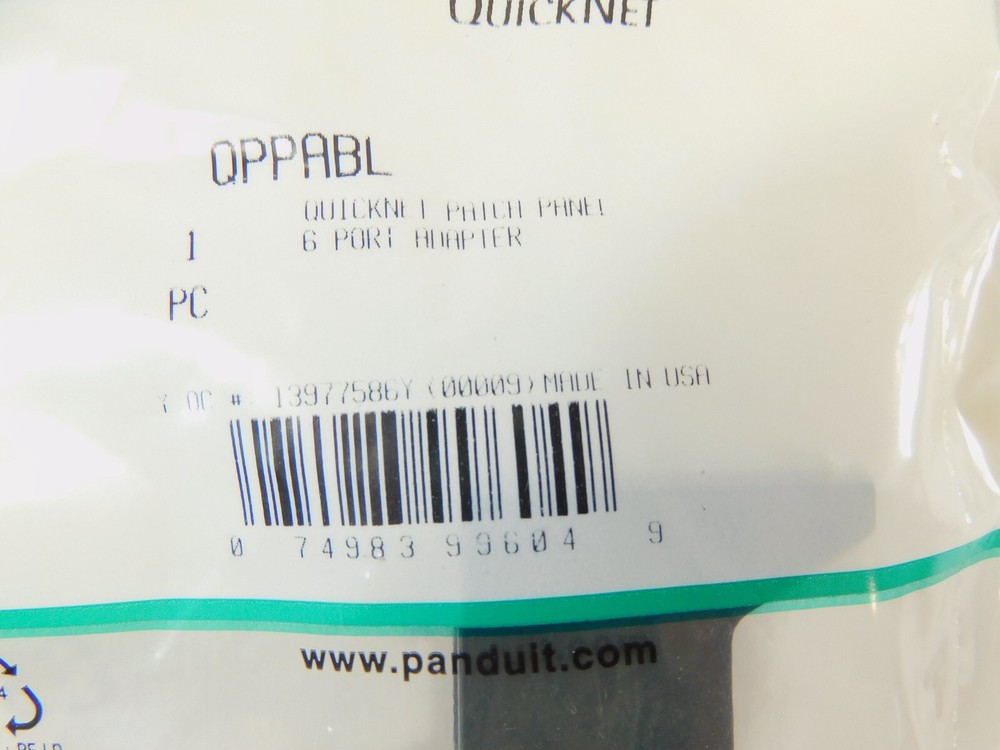 QUICKNET
QPPABL
QUICKNET PATCH PANEL
1 6 PORT ADAPTER
PC
# 13977586Y (00009) MADE IN USA
0 74983 99604 9
www.panduit.com
4